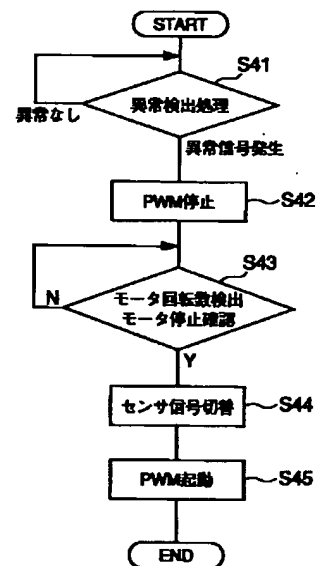 START
S41
異常検出処理
異常なし
異常信号発生
PWM停止
S42
S43
モータ回転数検出
モータ停止確認
N
Y
センサ信号切替
S44
PWM起動
S45
END